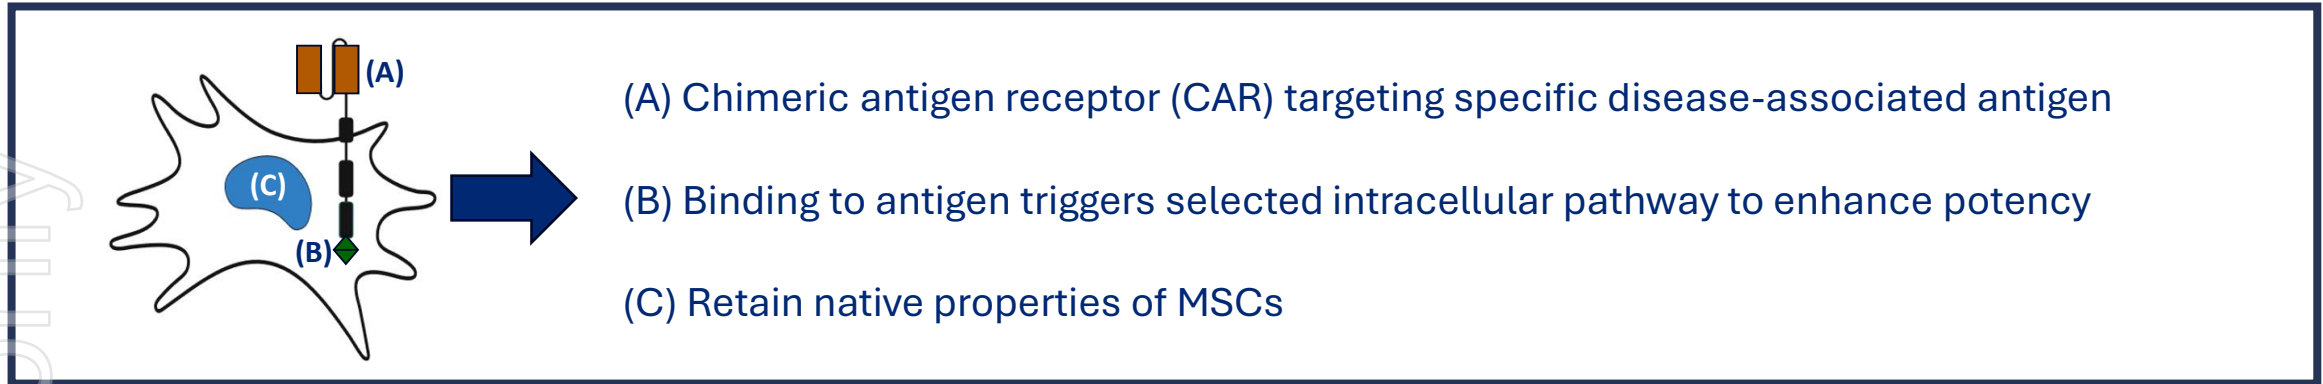 (A)
(A) Chimeric antigen receptor (CAR) targeting specific disease-associated antigen
(C)
(B) Binding to antigen triggers selected intracellular pathway to enhance potency
(B)
(C) Retain native properties of MSCs